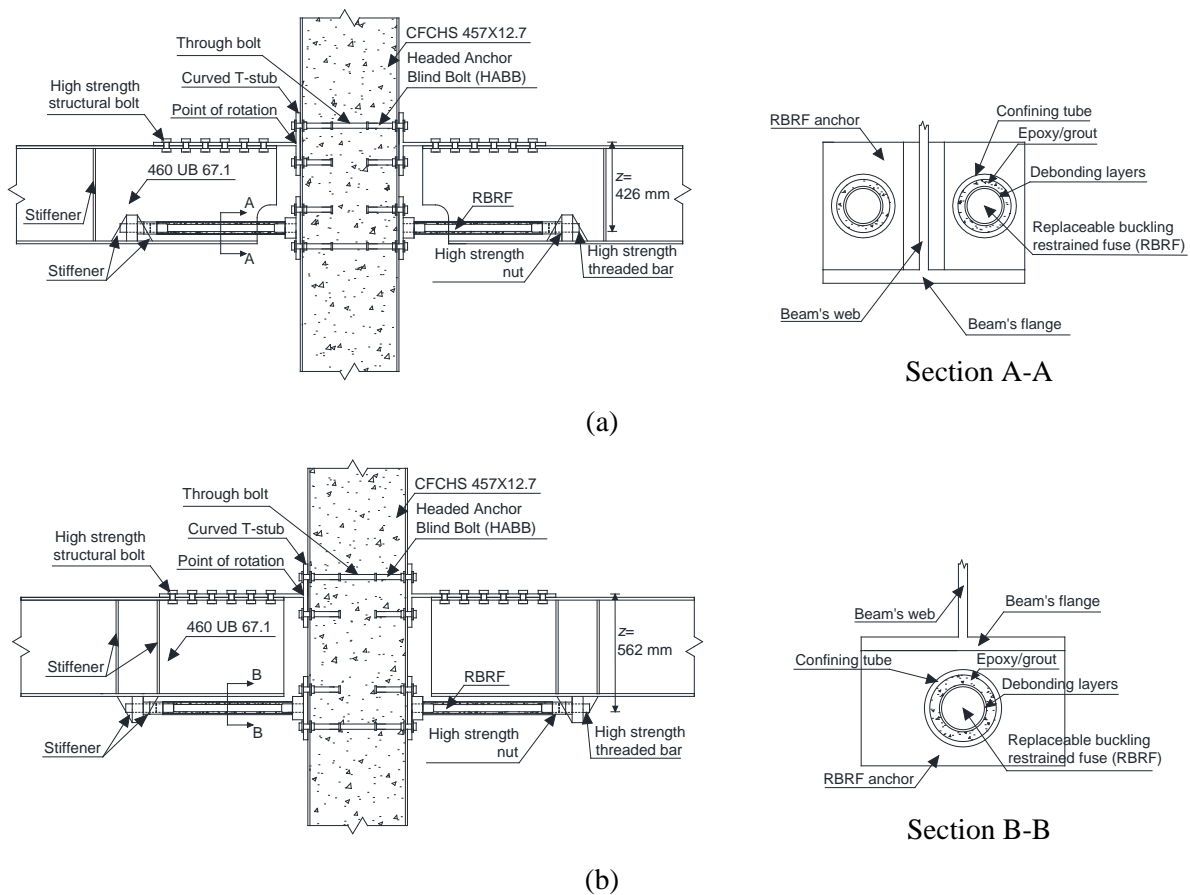 Through bolt
CFCHS 457X12.7
Headed Anchor
Blind Bolt (HABB)
Curved T-stub
High strength
structural bolt
Point of rotation
460 UB 67.1
z=
426 mm
Stiffener
A
A
RBRF
Stiffener
High strength
nut
High strength
threaded bar
RBRF anchor
Confining tube
Epoxy/grout
Debonding layers
Replaceable buckling
restrained fuse (RBRF)
Beam's web
Beam's flange
Section A-A
(a)
Through bolt
CFCHS 457X12.7
Headed Anchor
Blind Bolt (HABB)
Curved T-stub
High strength
structural bolt
Point of rotation
460 UB 67.1
z=
562 mm
Stiffener
B
B
RBRF
Stiffener
High strength
nut
High strength
threaded bar
Beam's web
Beam's flange
Confining tube
Epoxy/grout
Debonding layers
Replaceable buckling
restrained fuse (RBRF)
RBRF anchor
Section B-B
(b)